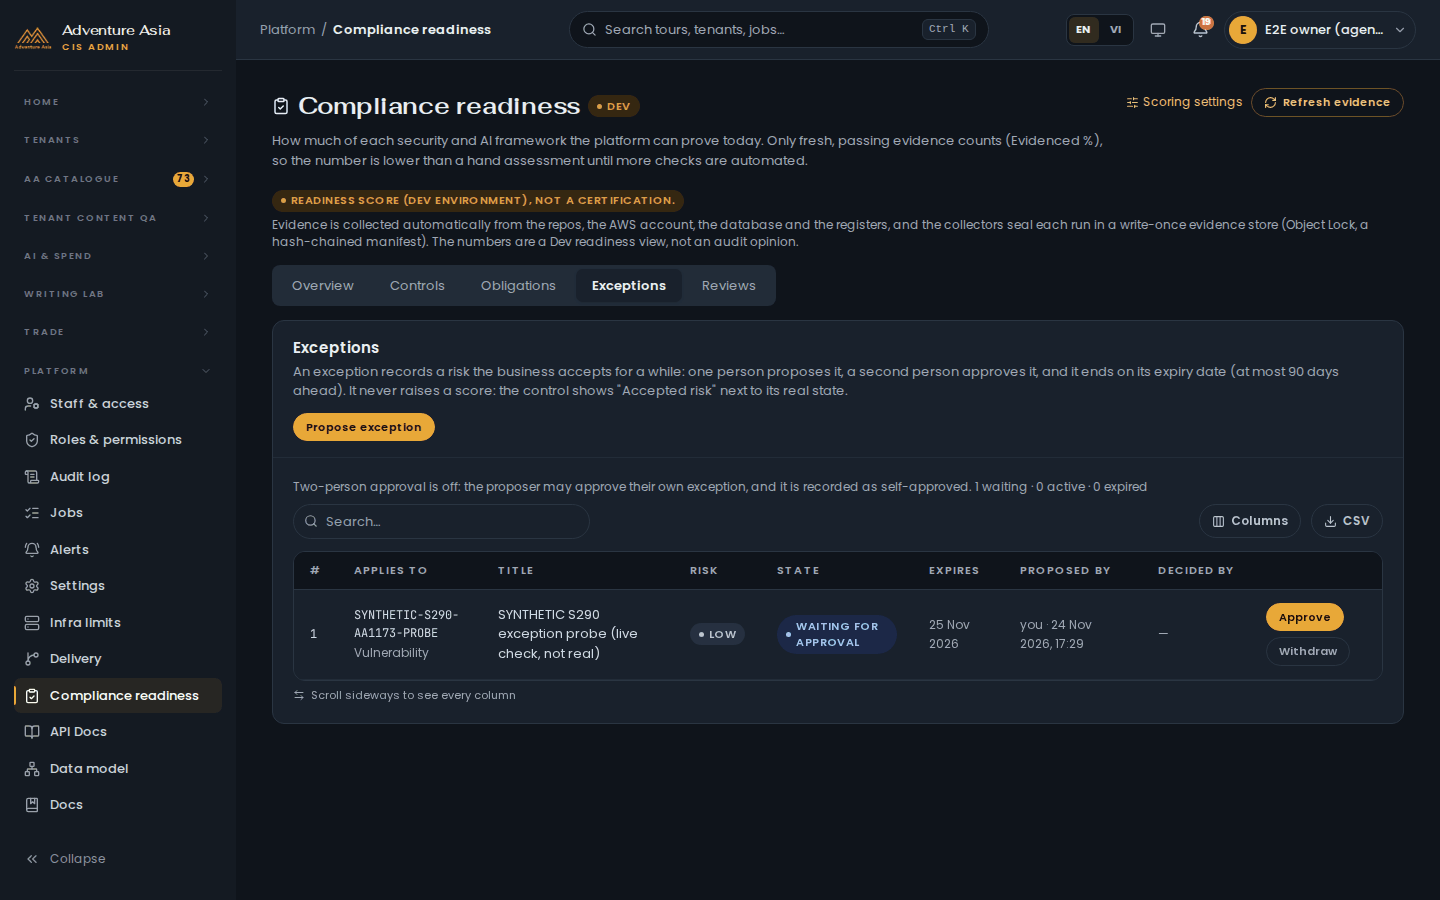 Adventure Asia
CIS ADMIN
Adventure Asia
HOME
TENANTS
AA CATALOGUE 73
TENANT CONTENT QA
AI & SPEND
WRITING LAB
TRADE
PLATFORM
Staff & access
Roles & permissions
Audit log
Jobs
Alerts
Settings
Infra limits
Delivery
Compliance readiness
API Docs
Data model
Docs
Collapse
Platform / Compliance readiness
Search tours, tenants, jobs...
Ctrl K
EN VI
19
E E2E owner (agen...
Compliance readiness
DEV
Scoring settings
Refresh evidence
How much of each security and AI framework the platform can prove today. Only fresh, passing evidence counts (Evidenced %),
so the number is lower than a hand assessment until more checks are automated.
READINESS SCORE (DEV ENVIRONMENT), NOT A CERTIFICATION.
Evidence is collected automatically from the repos, the AWS account, the database and the registers, and the collectors seal each run in a write-once evidence store (Object Lock, a
hash-chained manifest). The numbers are a Dev readiness view, not an audit opinion.
Overview Controls Obligations Exceptions Reviews
Exceptions
An exception records a risk the business accepts for a while: one person proposes it, a second person approves it, and it ends on its expiry date (at most 90 days
ahead). It never raises a score: the control shows "Accepted risk" next to its real state.
Propose exception
Two-person approval is off: the proposer may approve their own exception, and it is recorded as self-approved. 1 waiting · 0 active · 0 expired
Search...
Columns
CSV
# APPLIES TO TITLE RISK STATE EXPIRES PROPOSED BY DECIDED BY
1
SYNTHETIC-S290-
AA1173-PROBE
Vulnerability
SYNTHETIC S290
exception probe (live
check, not real)
LOW
WAITING FOR
APPROVAL
25 Nov
2026
you · 24 Nov
2026, 17:29
—
Approve
Withdraw
Scroll sideways to see every column